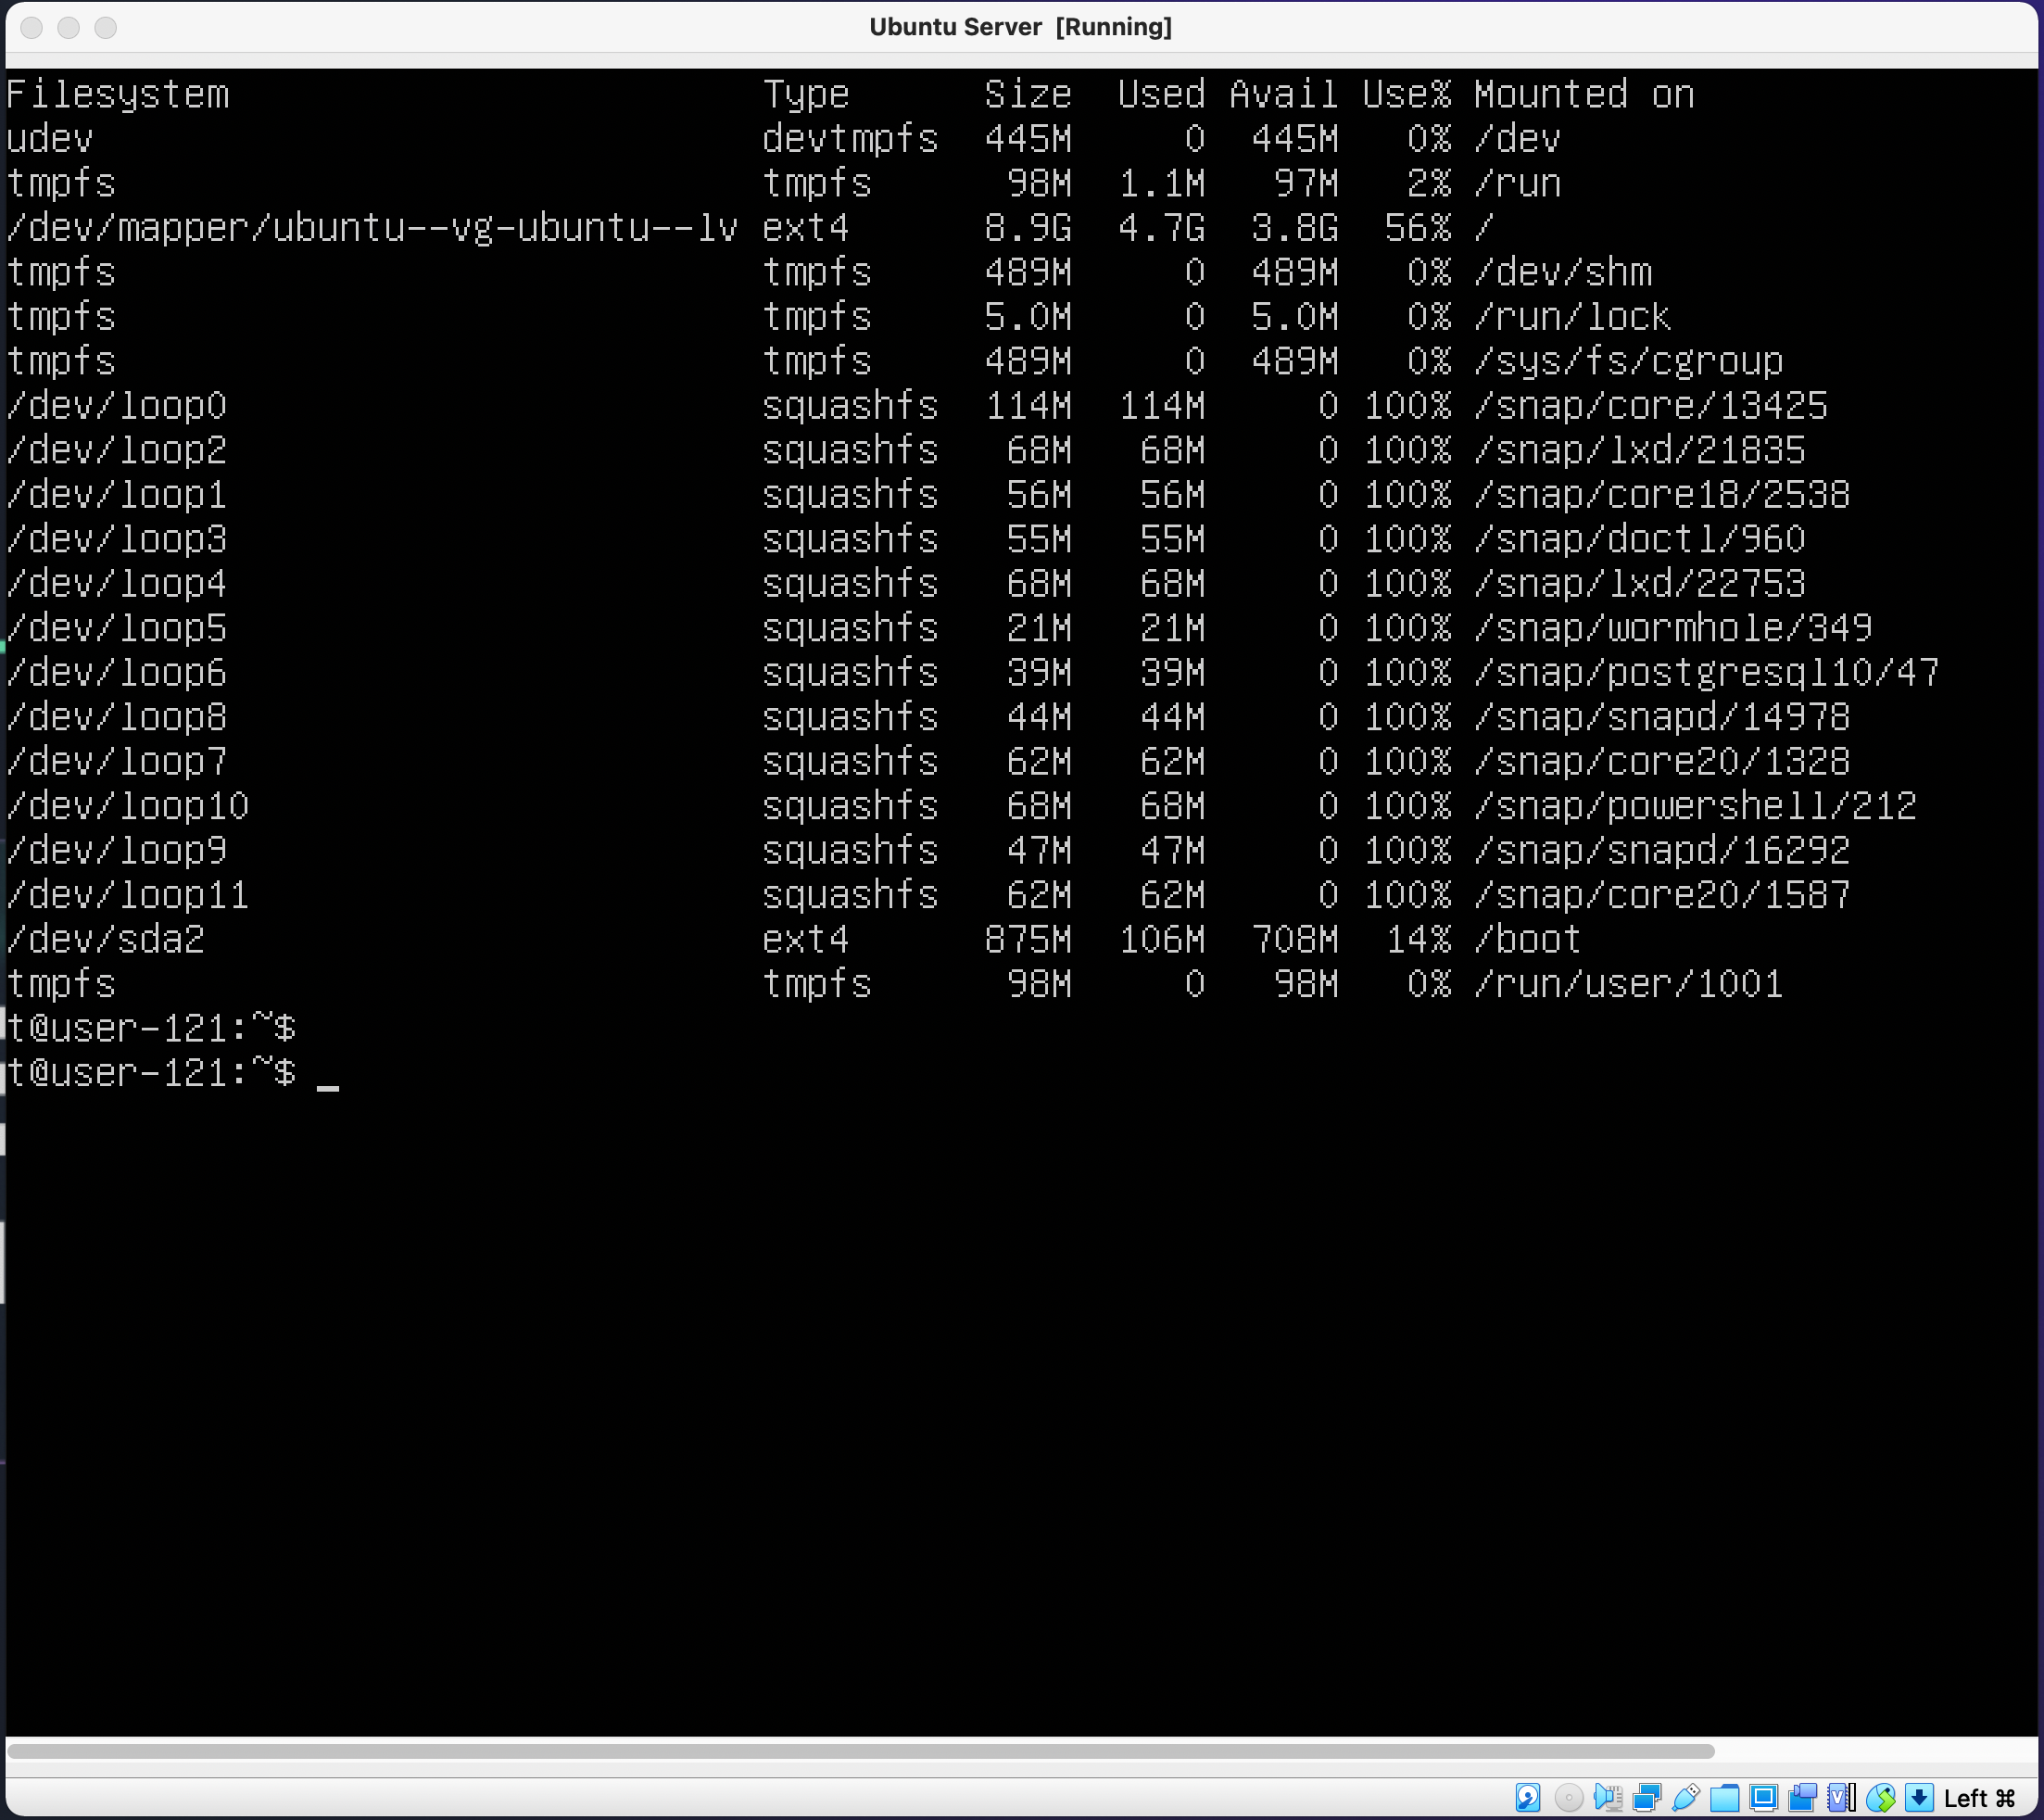 Ubuntu Server [Running]
Filesystem Type Size Used Avail Use% Mounted on
udev devtmpfs 445M 0 445M 0% /dev
tmpfs tmpfs 98M 1.1M 97M 2% /run
/dev/mapper/ubuntu--vg-ubuntu--lv ext4 8.9G 4.7G 3.8G 56% /
tmpfs tmpfs 489M 0 489M 0% /dev/shm
tmpfs tmpfs 5.0M 0 5.0M 0% /run/lock
tmpfs tmpfs 489M 0 489M 0% /sys/fs/cgroup
/dev/loop0 squashfs 114M 114M 0 100% /snap/core/13425
/dev/loop2 squashfs 68M 68M 0 100% /snap/lxd/21835
/dev/loop1 squashfs 56M 56M 0 100% /snap/core18/2538
/dev/loop3 squashfs 55M 55M 0 100% /snap/doctl/960
/dev/loop4 squashfs 68M 68M 0 100% /snap/lxd/22753
/dev/loop5 squashfs 21M 21M 0 100% /snap/wormhole/349
/dev/loop6 squashfs 39M 39M 0 100% /snap/postgresql10/47
/dev/loop8 squashfs 44M 44M 0 100% /snap/snapd/14978
/dev/loop7 squashfs 62M 62M 0 100% /snap/core20/1328
/dev/loop10 squashfs 68M 68M 0 100% /snap/powershell/212
/dev/loop9 squashfs 47M 47M 0 100% /snap/snapd/16292
/dev/loop11 squashfs 62M 62M 0 100% /snap/core20/1587
/dev/sda2 ext4 875M 106M 708M 14% /boot
tmpfs tmpfs 98M 0 98M 0% /run/user/1001
t@user-121:~$
t@user-121:~$ _
Left ⌘